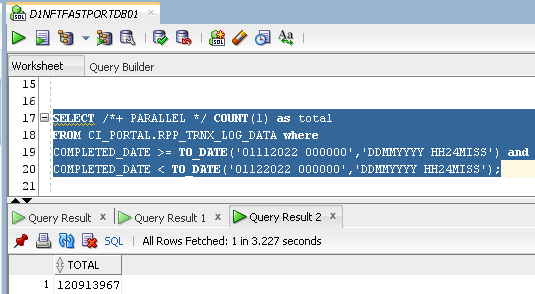 D1NFTFASTPORTDB01
SQL
Aa
Worksheet Query Builder
15
16
17 SELECT /*+ PARALLEL */ COUNT(1) as total
18 FROM CI_PORTAL.RPP_TRNX_LOG_DATA where
19 COMPLETED_DATE >= TO_DATE('01112022 000000','DDMMYYYY HH24MISS') and
20 COMPLETED_DATE < TO_DATE('01122022 000000','DDMMYYYY HH24MISS');
21
Query Result x Query Result 1 x Query Result 2 x
SQL | All Rows Fetched: 1 in 3.227 seconds
TOTAL
1 120913967